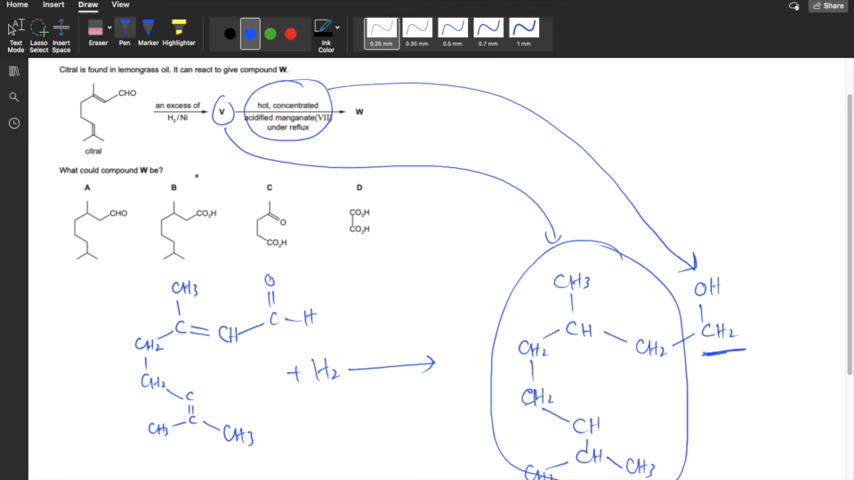 Home Insert Draw View
Share
Text Mode
Lasso Select
Insert Space
Eraser
Pen
Marker
Highlighter
Ink Color
0.25 mm
0.35 mm
0.5 mm
0.7 mm
1 mm
Citral is found in lemongrass oil. It can react to give compound W.
CHO
an excess of
H₂/Ni
V
hot, concentrated
acidified manganate(VII)
under reflux
W
citral
What could compound W be?
A B C D
CHO
CO₂H
O
CO₂H
CO₂H
CO₂H
CH3
O
C
CH
C
H
CH2
CH2
C
C
CH3
CH3
+ H2
CH3
OH
CH
CH2
CH2
CH2
CH2
CH
CH
CH3
CH3